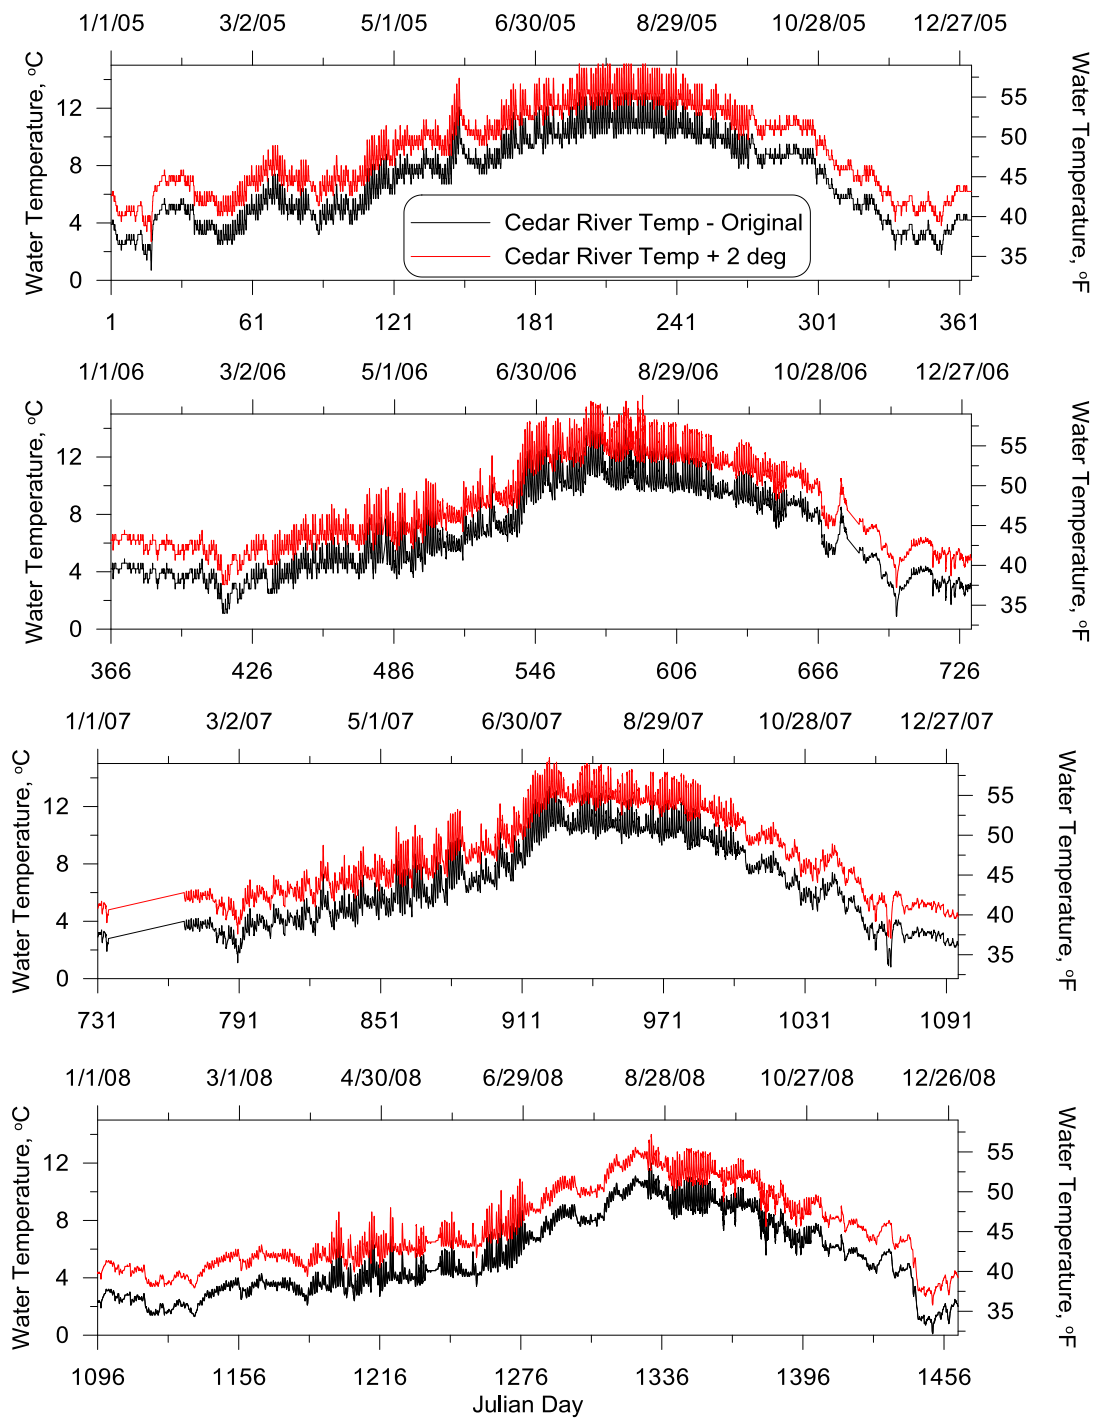 1/1/05 3/2/05 5/1/05 6/30/05 8/29/05 10/28/05 12/27/05
Water Temperature, ºC
12
8
4
0
55
50
45
40
35
Water Temperature, ºF
Cedar River Temp - Original
Cedar River Temp + 2 deg
1 61 121 181 241 301 361
1/1/06 3/2/06 5/1/06 6/30/06 8/29/06 10/28/06 12/27/06
Water Temperature, ºC
12
8
4
0
55
50
45
40
35
Water Temperature, ºF
366 426 486 546 606 666 726
1/1/07 3/2/07 5/1/07 6/30/07 8/29/07 10/28/07 12/27/07
Water Temperature, ºC
12
8
4
0
55
50
45
40
35
Water Temperature, ºF
731 791 851 911 971 1031 1091
1/1/08 3/1/08 4/30/08 6/29/08 8/28/08 10/27/08 12/26/08
Water Temperature, ºC
12
8
4
0
55
50
45
40
35
Water Temperature, ºF
1096 1156 1216 1276 1336 1396 1456
Julian Day